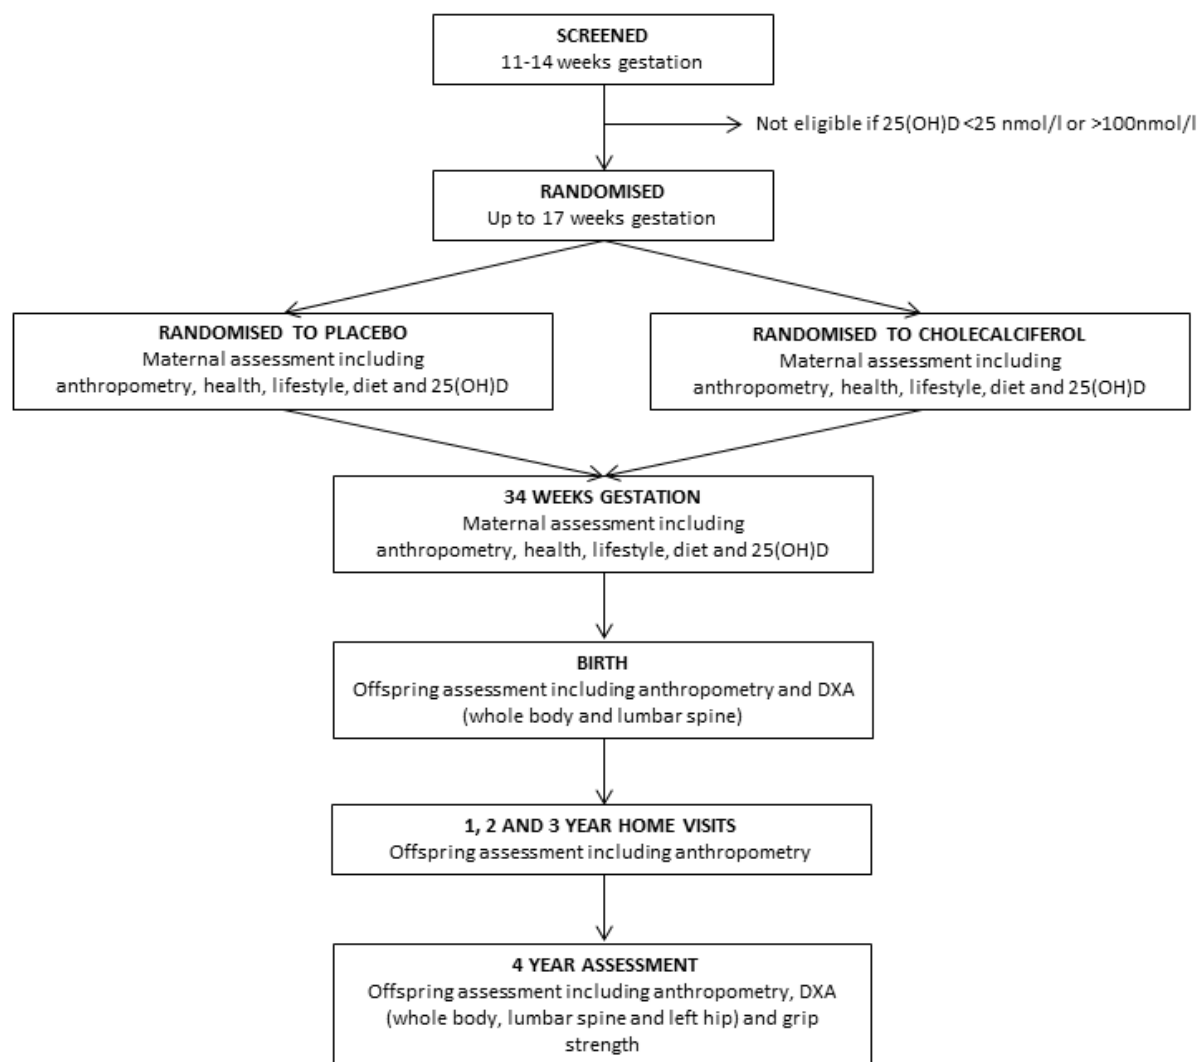 SCREENED
11-14 weeks gestation
Not eligible if 25(OH)D <25 nmol/l or >100nmol/l
RANDOMISED
Up to 17 weeks gestation
RANDOMISED TO PLACEBO
Maternal assessment including
anthropometry, health, lifestyle, diet and 25(OH)D
RANDOMISED TO CHOLECALCIFEROL
Maternal assessment including
anthropometry, health, lifestyle, diet and 25(OH)D
34 WEEKS GESTATION
Maternal assessment including
anthropometry, health, lifestyle, diet and 25(OH)D
BIRTH
Offspring assessment including anthropometry and DXA
(whole body and lumbar spine)
1, 2 AND 3 YEAR HOME VISITS
Offspring assessment including anthropometry
4 YEAR ASSESSMENT
Offspring assessment including anthropometry, DXA
(whole body, lumbar spine and left hip) and grip
strength